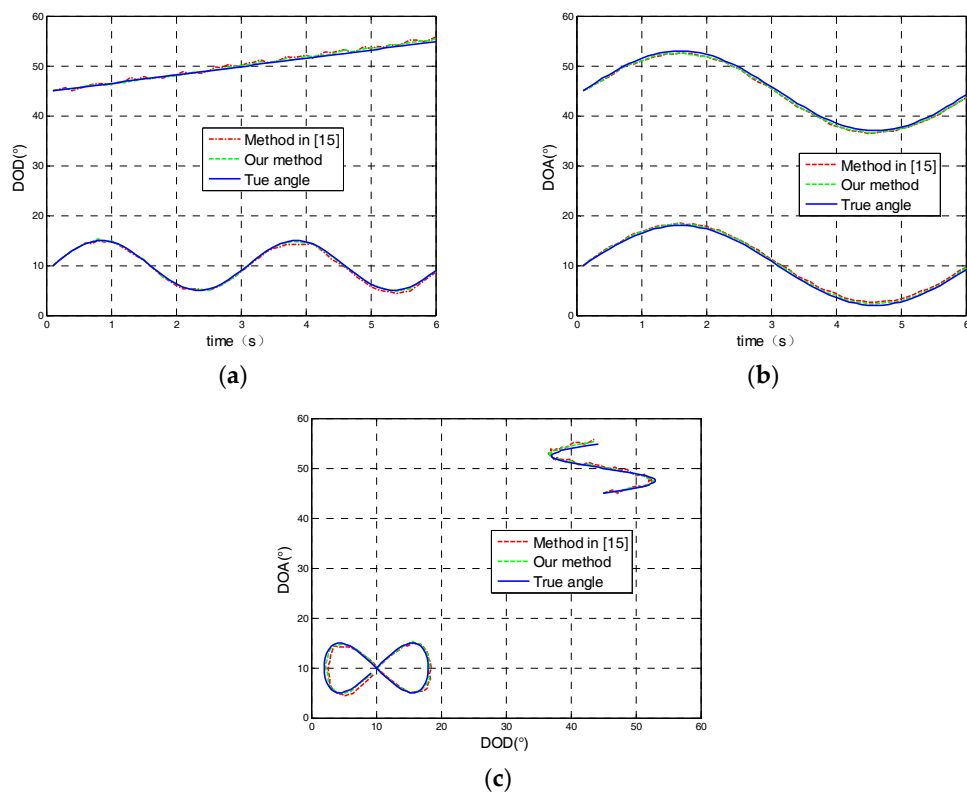 60
50
40
30
20
10
0
DOD(°)
Method in [15]
Our method
Tue angle
0 1 2 3 4 5 6
time（s）
(a)
60
50
40
30
20
10
0
DOA(°)
Method in [15]
Our method
True angle
0 1 2 3 4 5 6
time（s）
(b)
60
50
40
30
20
10
0
DOA(°)
Method in [15]
Our method
True angle
0 10 20 30 40 50 60
DOD(°)
(c)